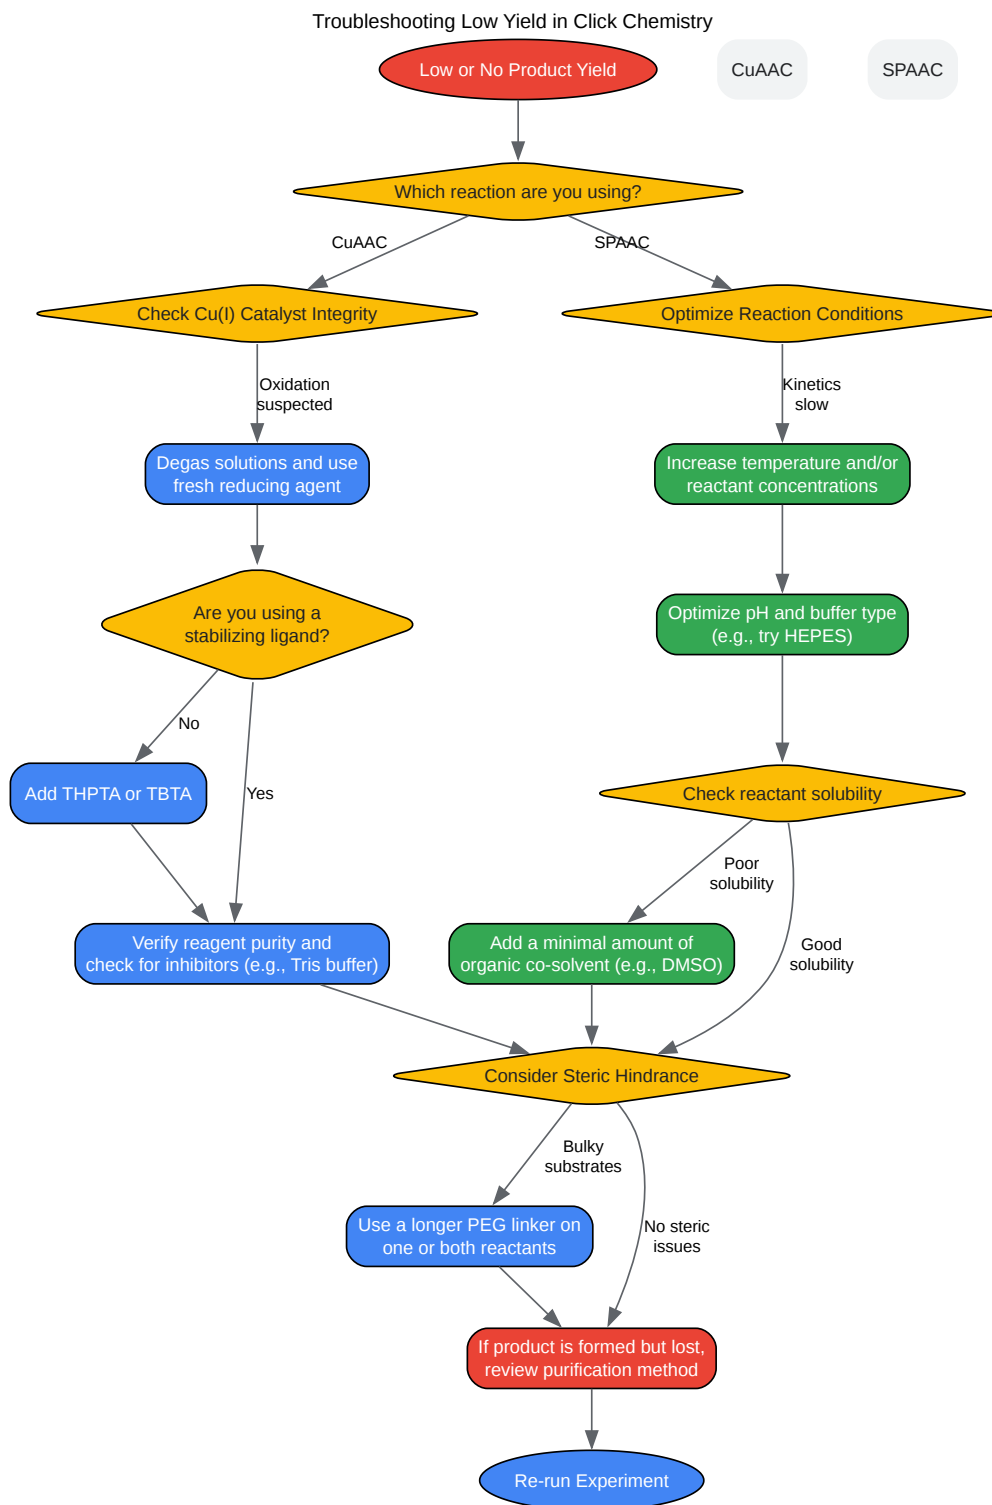 Troubleshooting Low Yield in Click Chemistry
Low or No Product Yield
CuAAC
SPAAC
Which reaction are you using?
CuAAC
SPAAC
Check Cu(I) Catalyst Integrity
Optimize Reaction Conditions
Oxidation
suspected
Kinetics
slow
Degas solutions and use
fresh reducing agent
Increase temperature and/or
reactant concentrations
Are you using a
stabilizing ligand?
Optimize pH and buffer type
(e.g., try HEPES)
No
Yes
Add THPTA or TBTA
Check reactant solubility
Poor
solubility
Good
solubility
Verify reagent purity and
check for inhibitors (e.g., Tris buffer)
Add a minimal amount of
organic co-solvent (e.g., DMSO)
Consider Steric Hindrance
Bulky
substrates
No steric
issues
Use a longer PEG linker on
one or both reactants
If product is formed but lost,
review purification method
Re-run Experiment